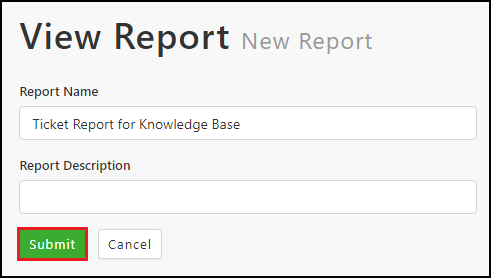 View Report New Report
Report Name
Ticket Report for Knowledge Base
Report Description
Submit Cancel